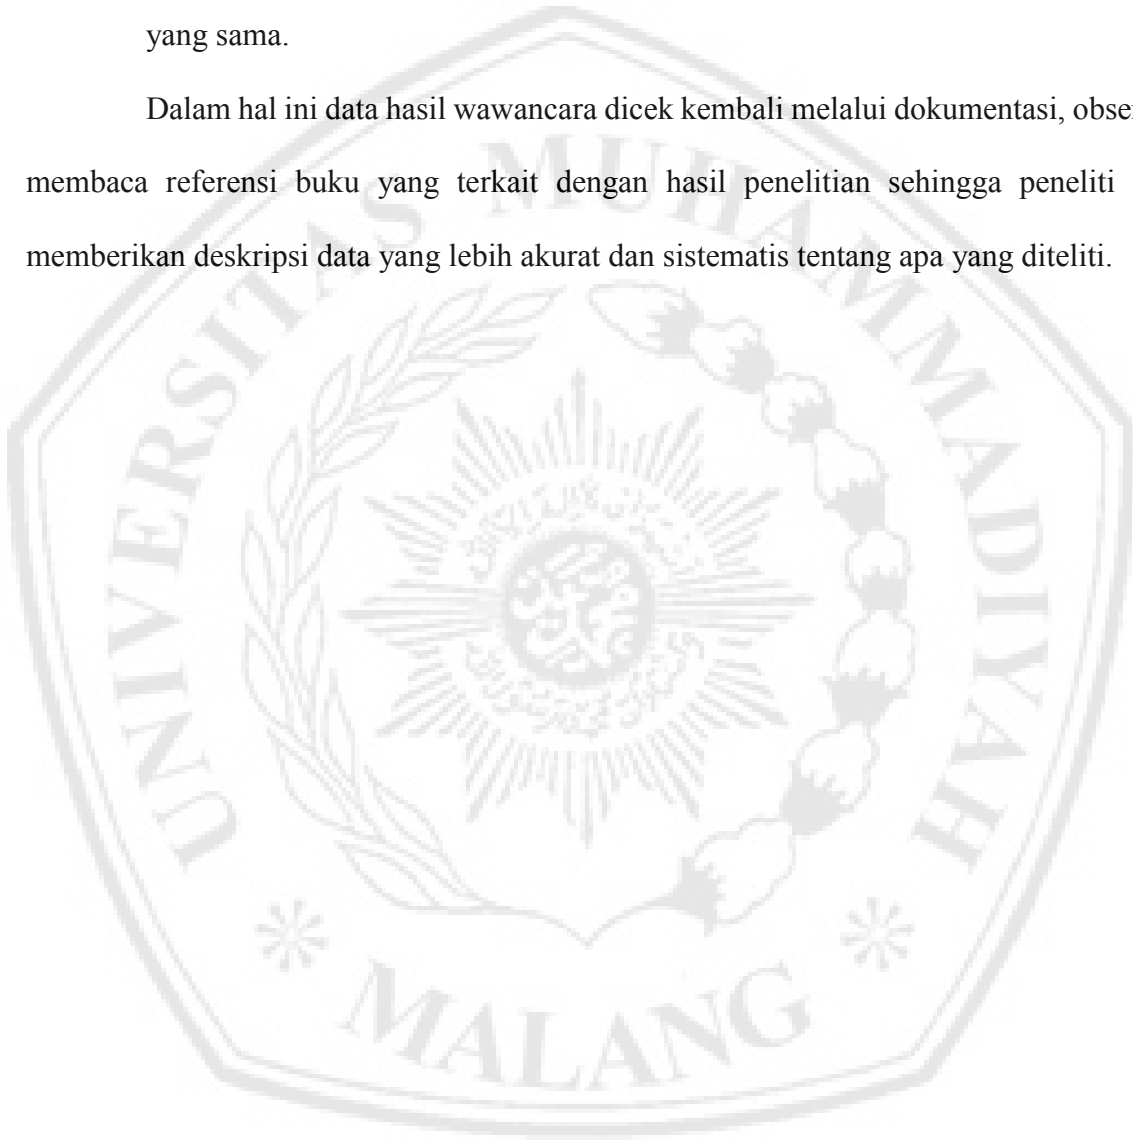 yang sama.
Dalam hal ini data hasil wawancara dicek kembali melalui dokumentasi,
membaca referensi buku yang terkait dengan hasil penelitian sehingga peneliti
memberikan deskripsi data yang lebih akurat dan sistematis tentang apa yang diteliti.
UNIVERSITAS MUHAMMADIYAH
MALANG